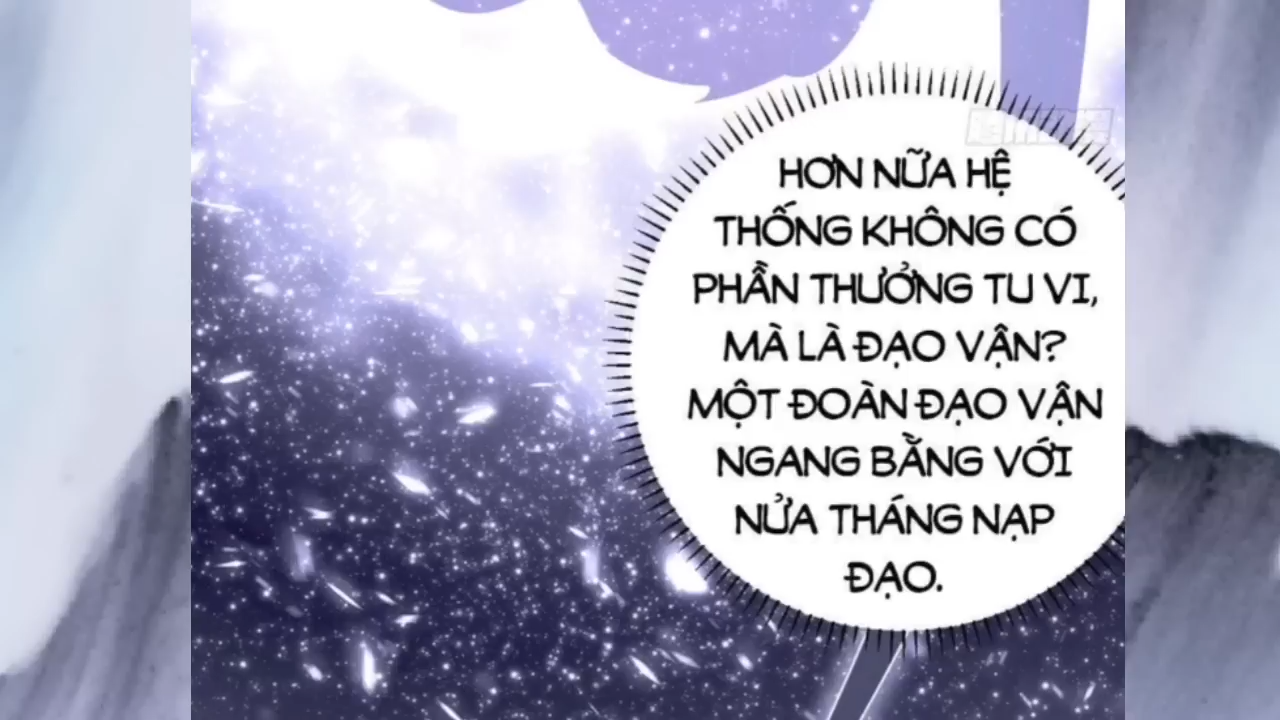 HƠN NỮA HỆ
THỐNG KHÔNG CÓ
PHẦN THƯỞNG TU VI,
MÀ LÀ ĐẠO VẬN?
MỘT ĐOÀN ĐẠO VẬN
NGANG BẰNG VỚI
NỬA THÁNG NẠP
ĐẠO.